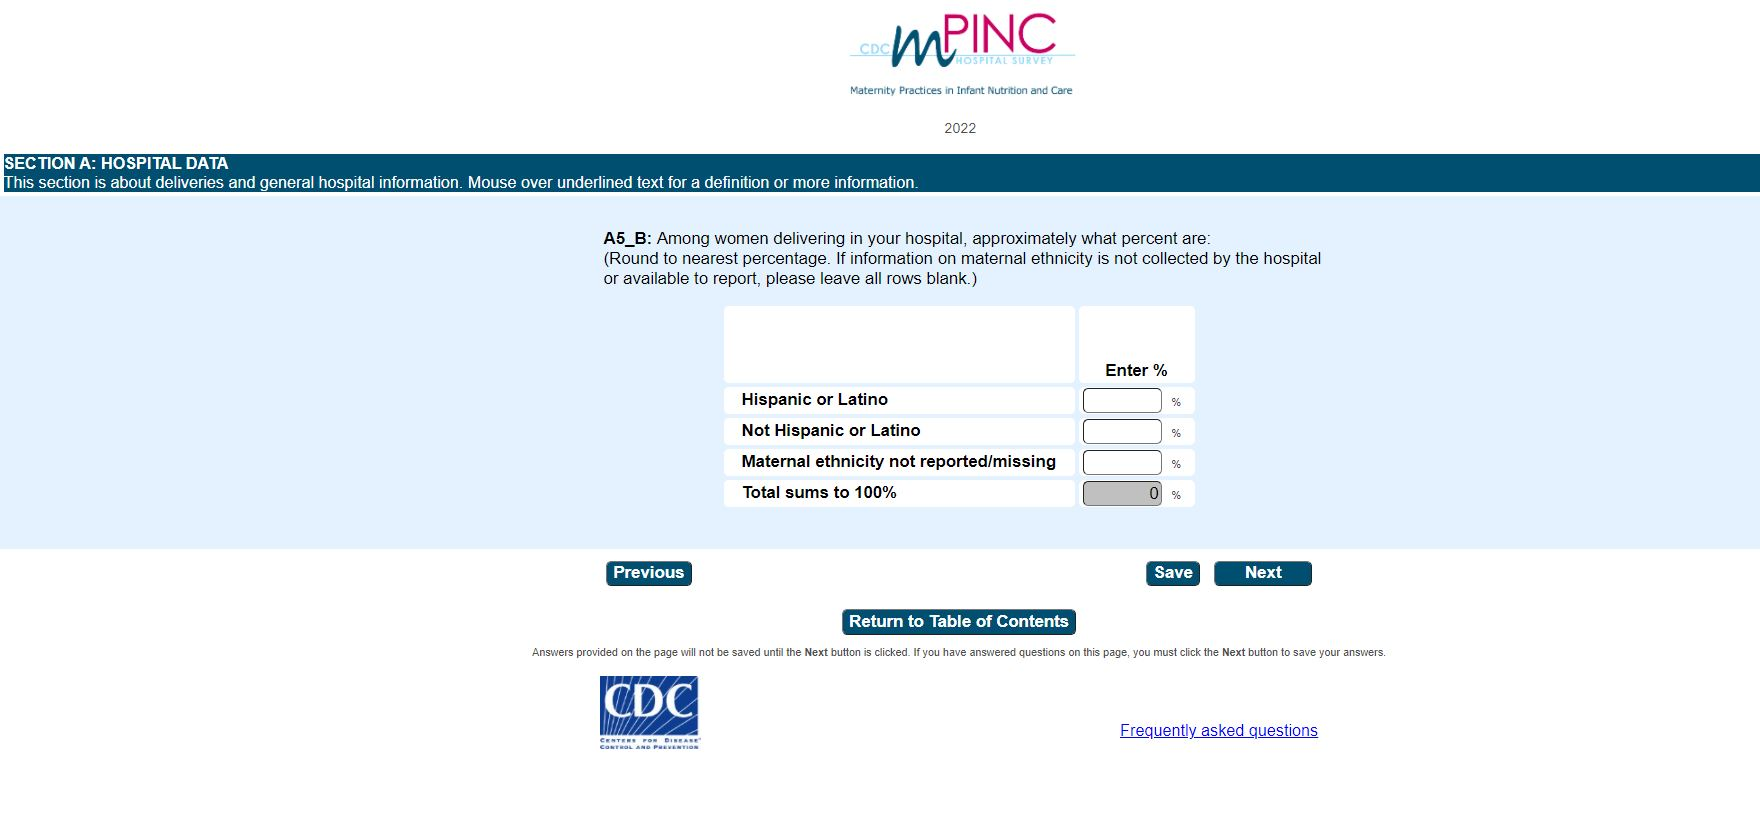 CDC mPINC
HOSPITAL SURVEY
Maternity Practices in Infant Nutrition and Care
2022
SECTION A: HOSPITAL DATA
This section is about deliveries and general hospital information. Mouse over underlined text for a definition or more information.
A5_B: Among women delivering in your hospital, approximately what percent are:
(Round to nearest percentage. If information on maternal ethnicity is not collected by the hospital
or available to report, please leave all rows blank.)
Enter %
Hispanic or Latino %
Not Hispanic or Latino %
Maternal ethnicity not reported/missing %
Total sums to 100% 0 %
Previous Save Next
Return to Table of Contents
Answers provided on the page will not be saved until the Next button is clicked. If you have answered questions on this page, you must click the Next button to save your answers.
CDC
CENTERS FOR DISEASE
CONTROL AND PREVENTION
Frequently asked questions